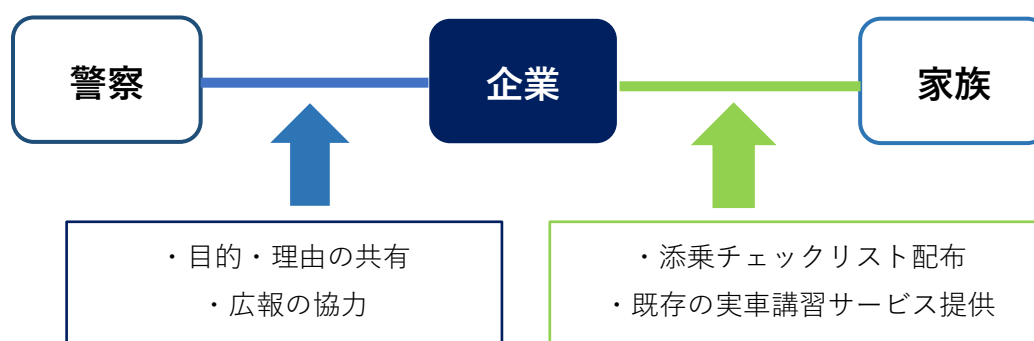 警察
企業
家族
・目的・理由の共有
・広報の協力
・添乗チェックリスト配布
・既存の実車講習サービス提供